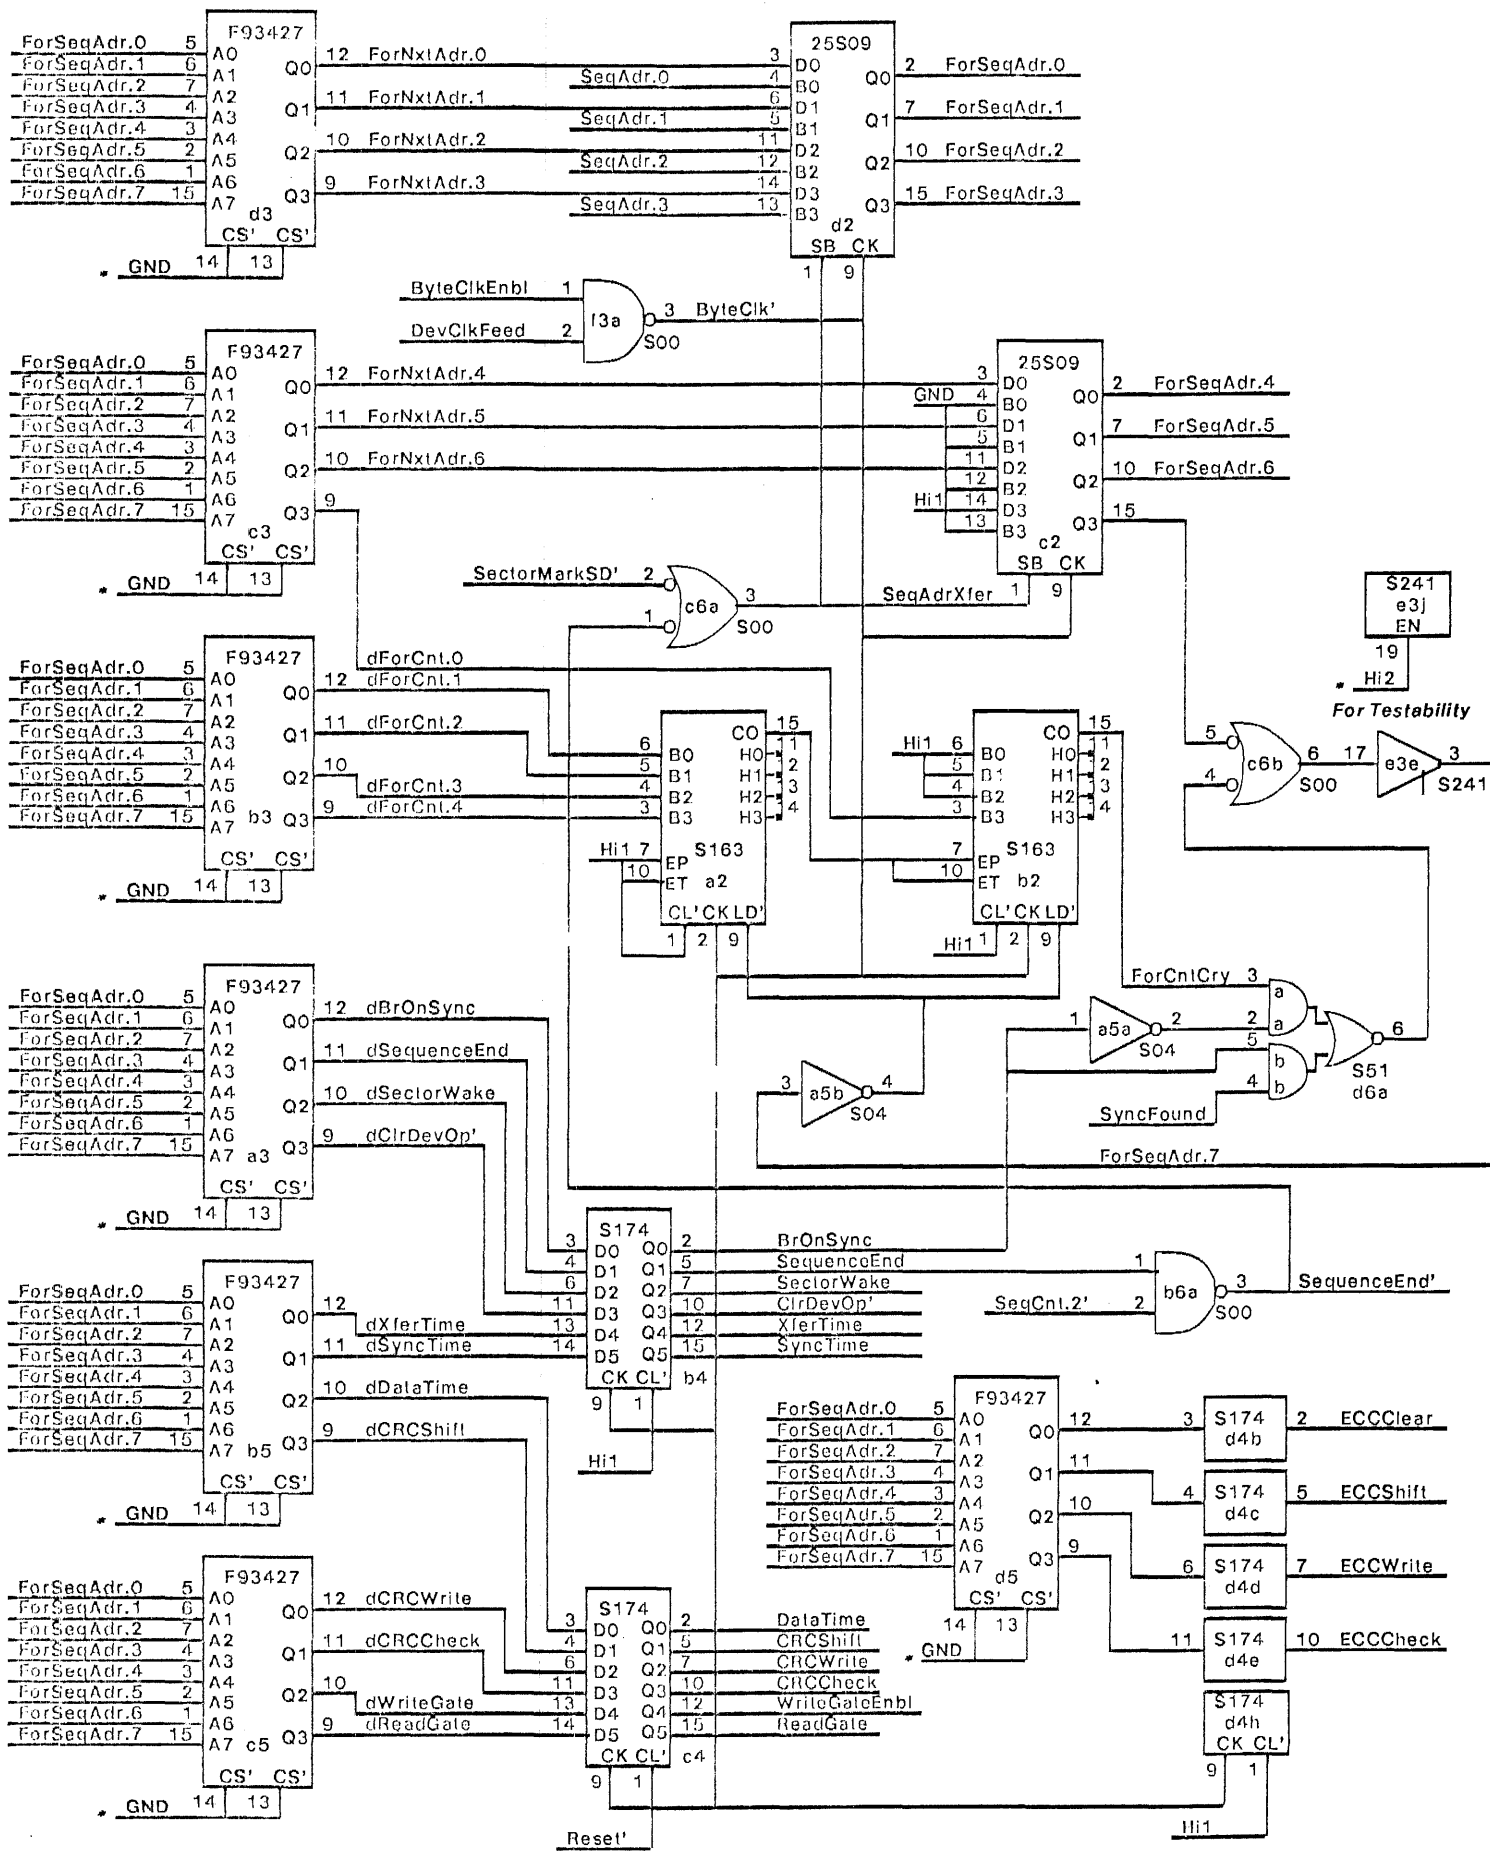 F93427
ForSeqAdr.0 5 A0
ForSeqAdr.1 6 A1
ForSeqAdr.2 7 A2
ForSeqAdr.3 4 A3
ForSeqAdr.4 3 A4
ForSeqAdr.5 2 A5
ForSeqAdr.6 1 A6
ForSeqAdr.7 15 A7
Q0 12 ForNxtAdr.0
Q1 11 ForNxtAdr.1
Q2 10 ForNxtAdr.2
Q3 9 ForNxtAdr.3
d3
CS' CS'
* GND 14 13
25S09
3 D0
SeqAdr.0 4 B0
6 D1
SeqAdr.1 5 B1
11 D2
SeqAdr.2 12 B2
14 D3
SeqAdr.3 13 B3
Q0 2 ForSeqAdr.0
Q1 7 ForSeqAdr.1
Q2 10 ForSeqAdr.2
Q3 15 ForSeqAdr.3
d2
SB CK
1 9
ByteClkEnbl 1
DevClkFeed 2
f3a 3 ByteClk'
S00
F93427
ForSeqAdr.0 5 A0
ForSeqAdr.1 6 A1
ForSeqAdr.2 7 A2
ForSeqAdr.3 4 A3
ForSeqAdr.4 3 A4
ForSeqAdr.5 2 A5
ForSeqAdr.6 1 A6
ForSeqAdr.7 15 A7
Q0 12 ForNxtAdr.4
Q1 11 ForNxtAdr.5
Q2 10 ForNxtAdr.6
Q3 9
c3
CS' CS'
* GND 14 13
25S09
3 D0
GND 4 B0
6 D1
5 B1
11 D2
12 B2
Hi1 14 D3
13 B3
Q0 2 ForSeqAdr.4
Q1 7 ForSeqAdr.5
Q2 10 ForSeqAdr.6
Q3 15
c2
SB CK
1 9
SectorMarkSD' 2
1
c6a 3 SeqAdrXfer
S00
S241
e3j
EN
19
* Hi2
For Testability
F93427
ForSeqAdr.0 5 A0
ForSeqAdr.1 6 A1
ForSeqAdr.2 7 A2
ForSeqAdr.3 4 A3
ForSeqAdr.4 3 A4
ForSeqAdr.5 2 A5
ForSeqAdr.6 1 A6
ForSeqAdr.7 15 A7
dForCnt.0
Q0 12 dForCnt.1
Q1 11 dForCnt.2
Q2 10 dForCnt.3
Q3 9 dForCnt.4
b3
CS' CS'
* GND 14 13
6 B0
5 B1
4 B2
3 B3
CO 15
H0 11
H1 12
H2 13
H3 14
S163
Hi1 7 EP
10 ET
a2
CL' CK LD'
1 2 9
Hi1 6 B0
5 B1
4 B2
3 B3
CO 15
H0 11
H1 12
H2 13
H3 14
S163
7 EP
10 ET
b2
CL' CK LD'
Hi1 1 2 9
5
4
c6b 6 17 e3e 3
S00 S241
ForCntCry 3 a
1 a5a 2 2 a
S04
5 b
4 b
SyncFound
6
S51
d6a
3 a5b 4
S04
ForSeqAdr.7
F93427
ForSeqAdr.0 5 A0
ForSeqAdr.1 6 A1
ForSeqAdr.2 7 A2
ForSeqAdr.3 4 A3
ForSeqAdr.4 3 A4
ForSeqAdr.5 2 A5
ForSeqAdr.6 1 A6
ForSeqAdr.7 15 A7
Q0 12 dBrOnSync
Q1 11 dSequenceEnd
Q2 10 dSectorWake
Q3 9 dClrDevOp'
a3
CS' CS'
* GND 14 13
S174
3 D0 Q0 2 BrOnSync
4 D1 Q1 5 SequenceEnd
6 D2 Q2 7 SectorWake
11 D3 Q3 10 ClrDevOp'
13 D4 Q4 12 XferTime
14 D5 Q5 15 SyncTime
CK CL' b4
9 1
Hi1
1
SeqCnt.2' 2
b6a 3 SequenceEnd'
S00
F93427
ForSeqAdr.0 5 A0
ForSeqAdr.1 6 A1
ForSeqAdr.2 7 A2
ForSeqAdr.3 4 A3
ForSeqAdr.4 3 A4
ForSeqAdr.5 2 A5
ForSeqAdr.6 1 A6
ForSeqAdr.7 15 A7
Q0 12 dXferTime
Q1 11 dSyncTime
Q2 10 dDataTime
Q3 9 dCRCShift
b5
CS' CS'
* GND 14 13
F93427
ForSeqAdr.0 5 A0
ForSeqAdr.1 6 A1
ForSeqAdr.2 7 A2
ForSeqAdr.3 4 A3
ForSeqAdr.4 3 A4
ForSeqAdr.5 2 A5
ForSeqAdr.6 1 A6
ForSeqAdr.7 15 A7
Q0 12
Q1 11
Q2 10
Q3 9
d5
CS' CS'
14 13
* GND
3 S174 d4b 2 ECCClear
4 S174 d4c 5 ECCShift
6 S174 d4d 7 ECCWrite
11 S174 d4e 10 ECCCheck
S174
d4h
CK CL'
9 1
Hi1
F93427
ForSeqAdr.0 5 A0
ForSeqAdr.1 6 A1
ForSeqAdr.2 7 A2
ForSeqAdr.3 4 A3
ForSeqAdr.4 3 A4
ForSeqAdr.5 2 A5
ForSeqAdr.6 1 A6
ForSeqAdr.7 15 A7
Q0 12 dCRCWrite
Q1 11 dCRCCheck
Q2 10 dWriteGate
Q3 9 dReadGate
c5
CS' CS'
* GND 14 13
S174
3 D0 Q0 2 DataTime
4 D1 Q1 5 CRCShift
6 D2 Q2 7 CRCWrite
11 D3 Q3 10 CRCCheck
13 D4 Q4 12 WriteGateEnbl
14 D5 Q5 15 ReadGate
CK CL' c4
9 1
Reset'